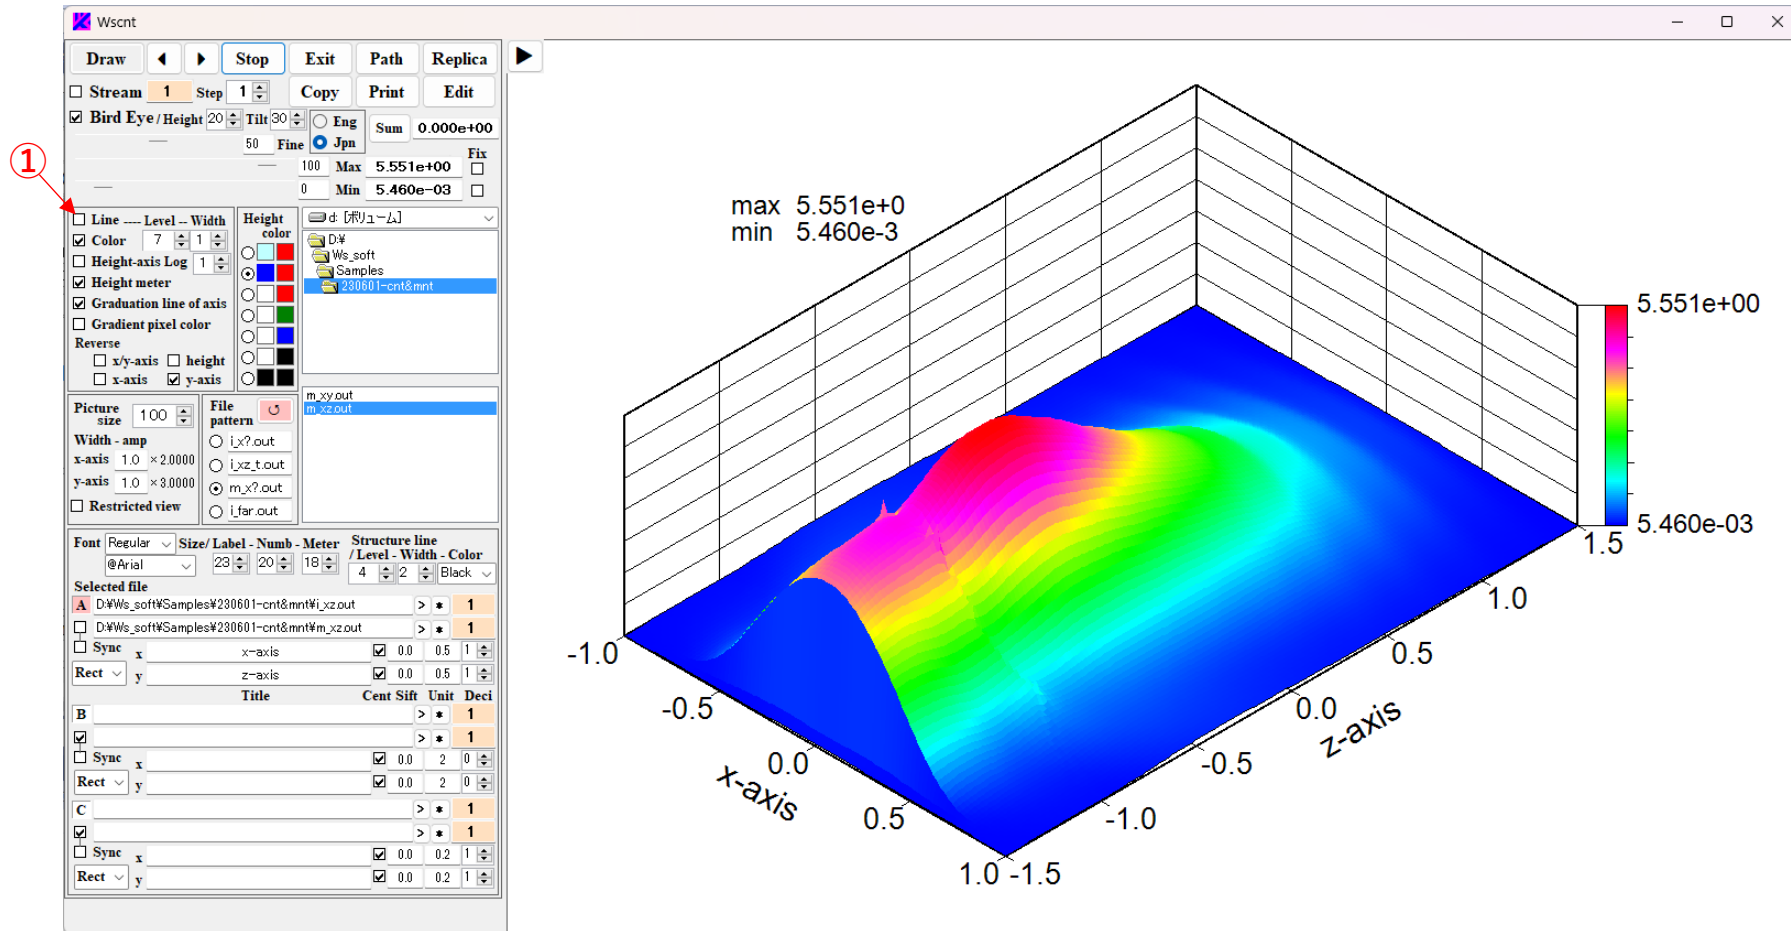 Wscnt
Draw Stop Exit Path Replica
Stream 1 Step 1 Copy Print Edit
Bird Eye / Height 20 Tilt 30 Eng Sum 0.000e+00
50 Fine Jpn Fix
①
100 Max 5.551e+00
0 Min 5.460e-03
Line ---- Level -- Width
Color 7 1
Height-axis Log 1
Height meter
Graduation line of axis
Gradient pixel color
Reverse
x/y-axis height
x-axis y-axis
Height
color
d: [ボリューム]
D:¥
Ws_soft
Samples
230601-cnt&mnt
m_xy.out
m_xz.out
Picture
size 100
Width - amp
x-axis 1.0 ×2.0000
y-axis 1.0 ×3.0000
Restricted view
File
pattern ↺
i_x?.out
i_xz_t.out
m_x?.out
i_far.out
Font Regular Size/ Label - Numb - Meter Structure line
@Arial 23 20 18 / Level - Width - Color
4 2 Black
Selected file
A D:¥Ws_soft¥Samples¥230601-cnt&mnt¥i_xz.out > * 1
D:¥Ws_soft¥Samples¥230601-cnt&mnt¥m_xz.out > * 1
Sync x x-axis 0.0 0.5 1
Rect y z-axis 0.0 0.5 1
Title Cent Sift Unit Deci
B > * 1
> * 1
Sync x 0.0 2 0
Rect y 0.0 2 0
C > * 1
> * 1
Sync x 0.0 0.2 1
Rect y 0.0 0.2 1
max 5.551e+0
min 5.460e-3
5.551e+00
5.460e-03
-1.0
-0.5
0.0
0.5
1.0
x-axis
-1.5
-1.0
-0.5
0.0
0.5
1.0
1.5
z-axis